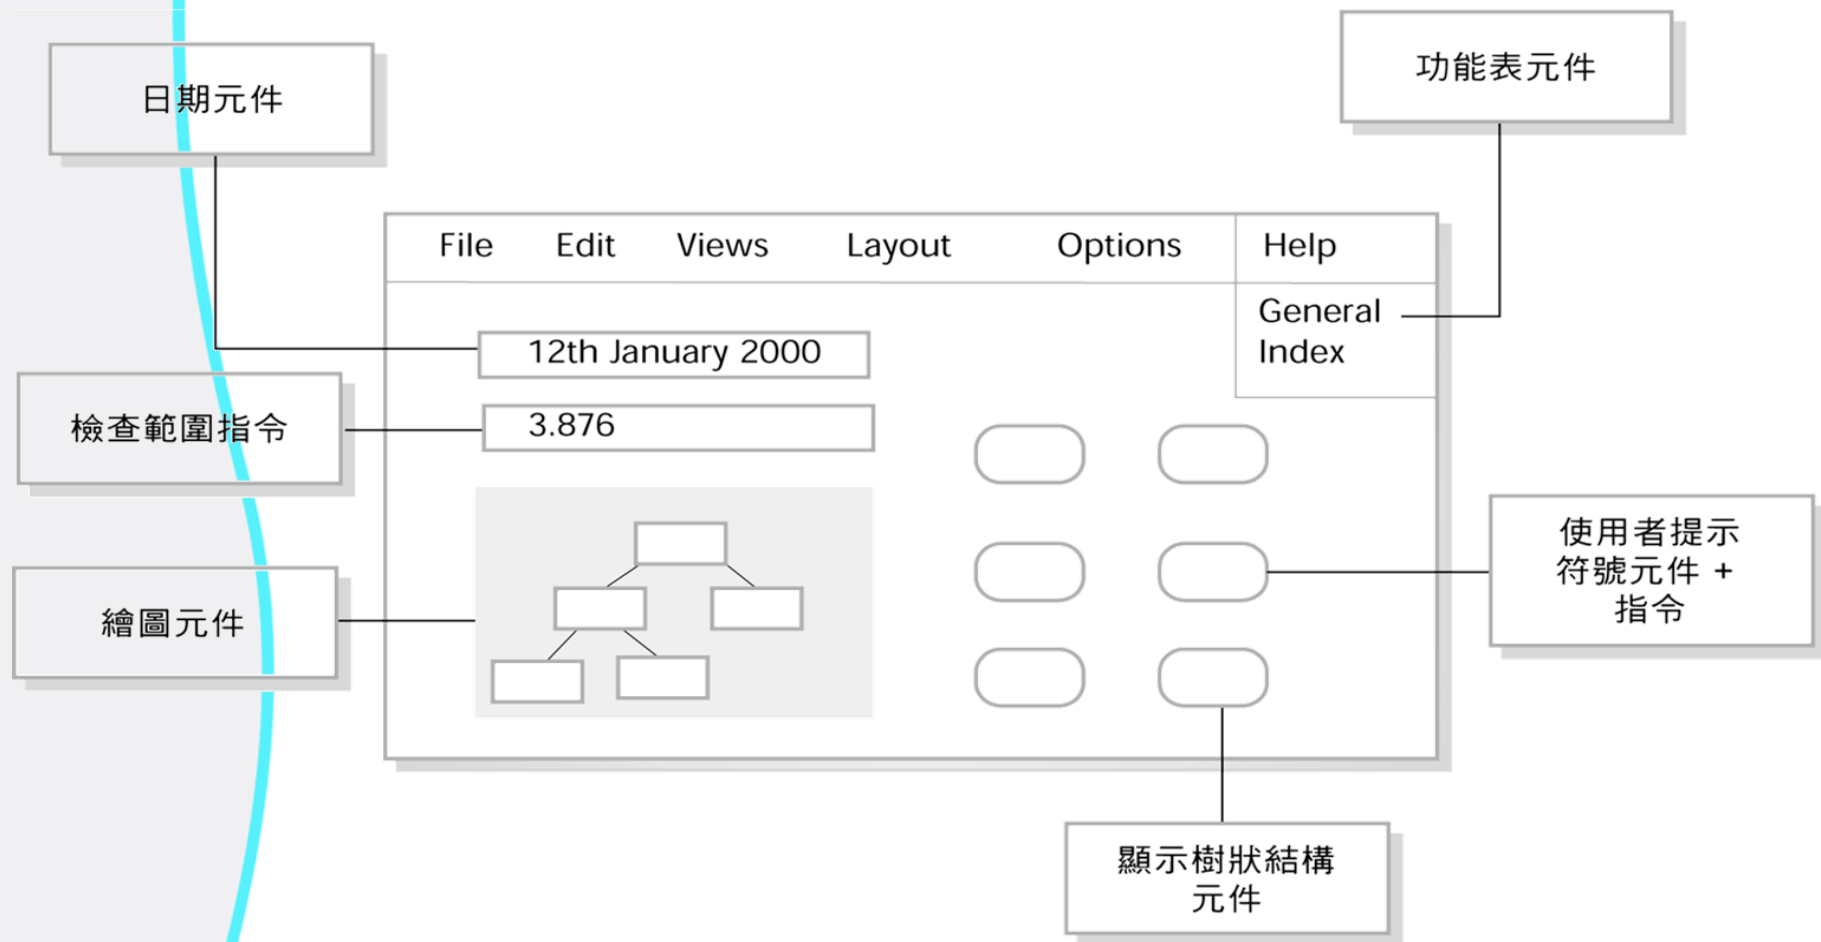 功能表元件
日期元件
File Edit Views Layout Options Help
General
Index
12th January 2000
3.876
檢查範圍指令
使用者提示
符號元件 +
指令
繪圖元件
顯示樹狀結構
元件